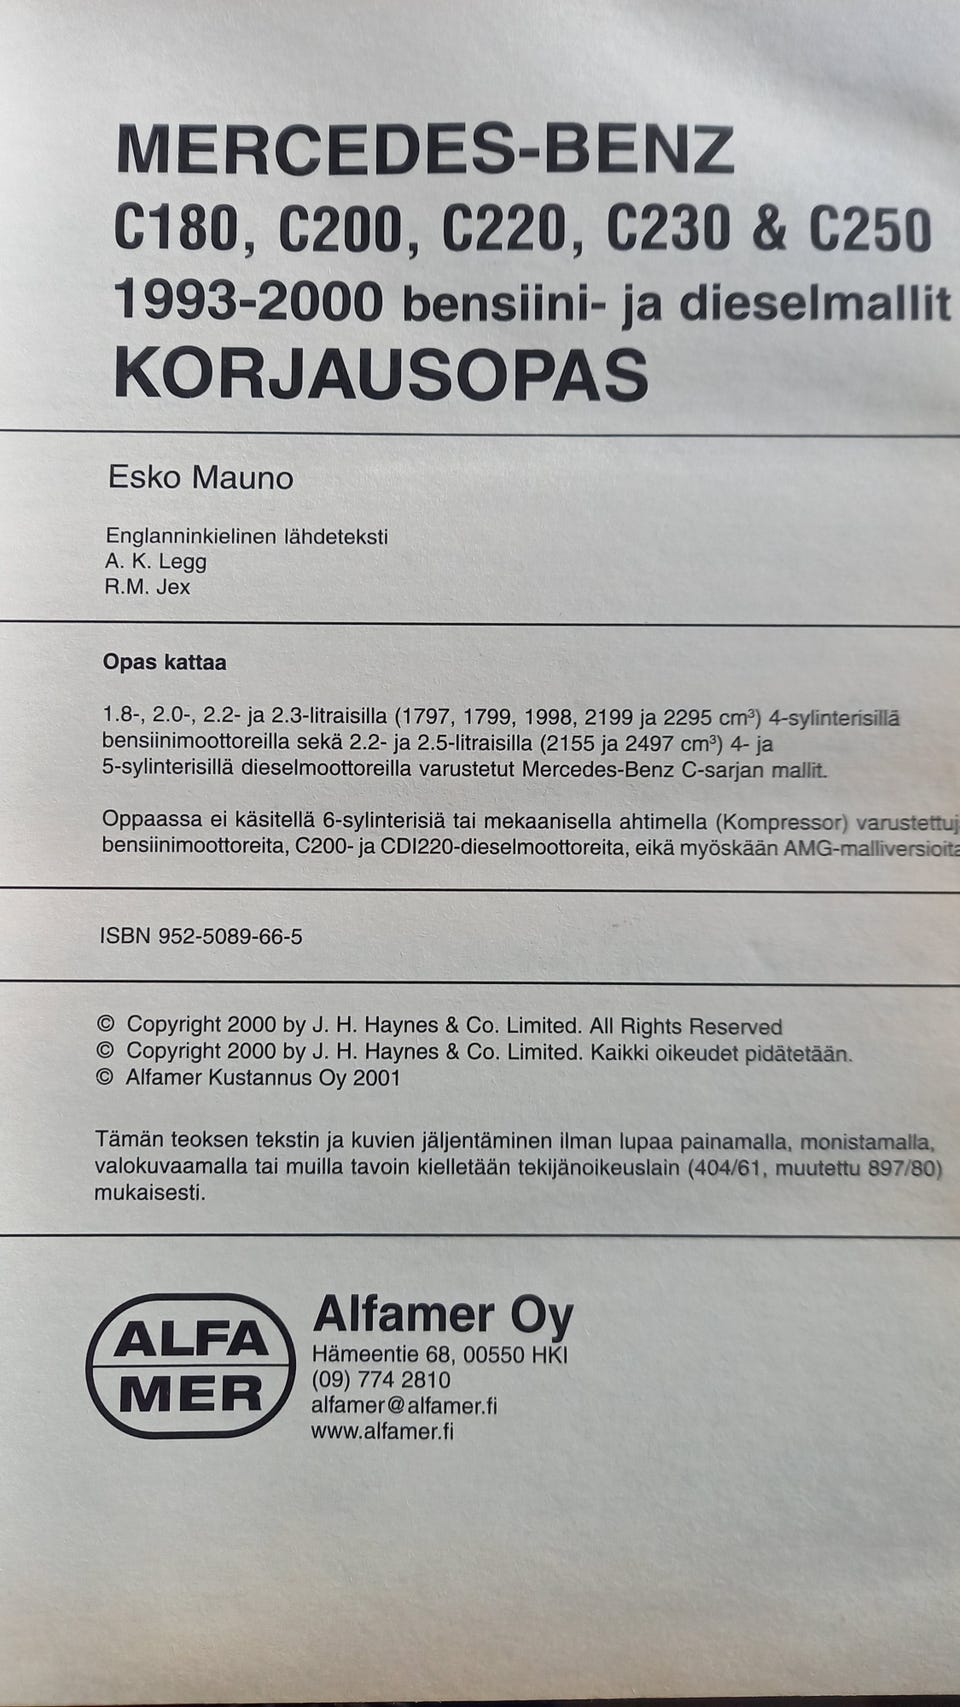 MERCEDES-BENZ
C180, C200, C220, C230 & C250
1993-2000 bensiini- ja dieselmallit
KORJAUSOPAS
Esko Mauno
Englanninkielinen lähdeteksti
A. K. Legg
R.M. Jex
Opas kattaa
1.8-, 2.0-, 2.2- ja 2.3-litraisilla (1797, 1799, 1998, 2199 ja 2295 cm³) 4-sylinterisillä
bensiinimoottoreilla sekä 2.2- ja 2.5-litraisilla (2155 ja 2497 cm³) 4- ja
5-sylinterisillä dieselmoottoreilla varustetut Mercedes-Benz C-sarjan mallit.
Oppaassa ei käsitellä 6-sylinterisiä tai mekaanisella ahtimella (Kompressor) varustettuj
bensiinimoottoreita, C200- ja CDI220-dieselmoottoreita, eikä myöskään AMG-malliversioita
ISBN 952-5089-66-5
© Copyright 2000 by J. H. Haynes & Co. Limited. All Rights Reserved
© Copyright 2000 by J. H. Haynes & Co. Limited. Kaikki oikeudet pidätetään.
© Alfamer Kustannus Oy 2001
Tämän teoksen tekstin ja kuvien jäljentäminen ilman lupaa painamalla, monistamalla,
valokuvaamalla tai muilla tavoin kielletään tekijänoikeuslain (404/61, muutettu 897/80)
mukaisesti.
ALFA
MER
Alfamer Oy
Hämeentie 68, 00550 HKI
(09) 774 2810
alfamer@alfamer.fi
www.alfamer.fi